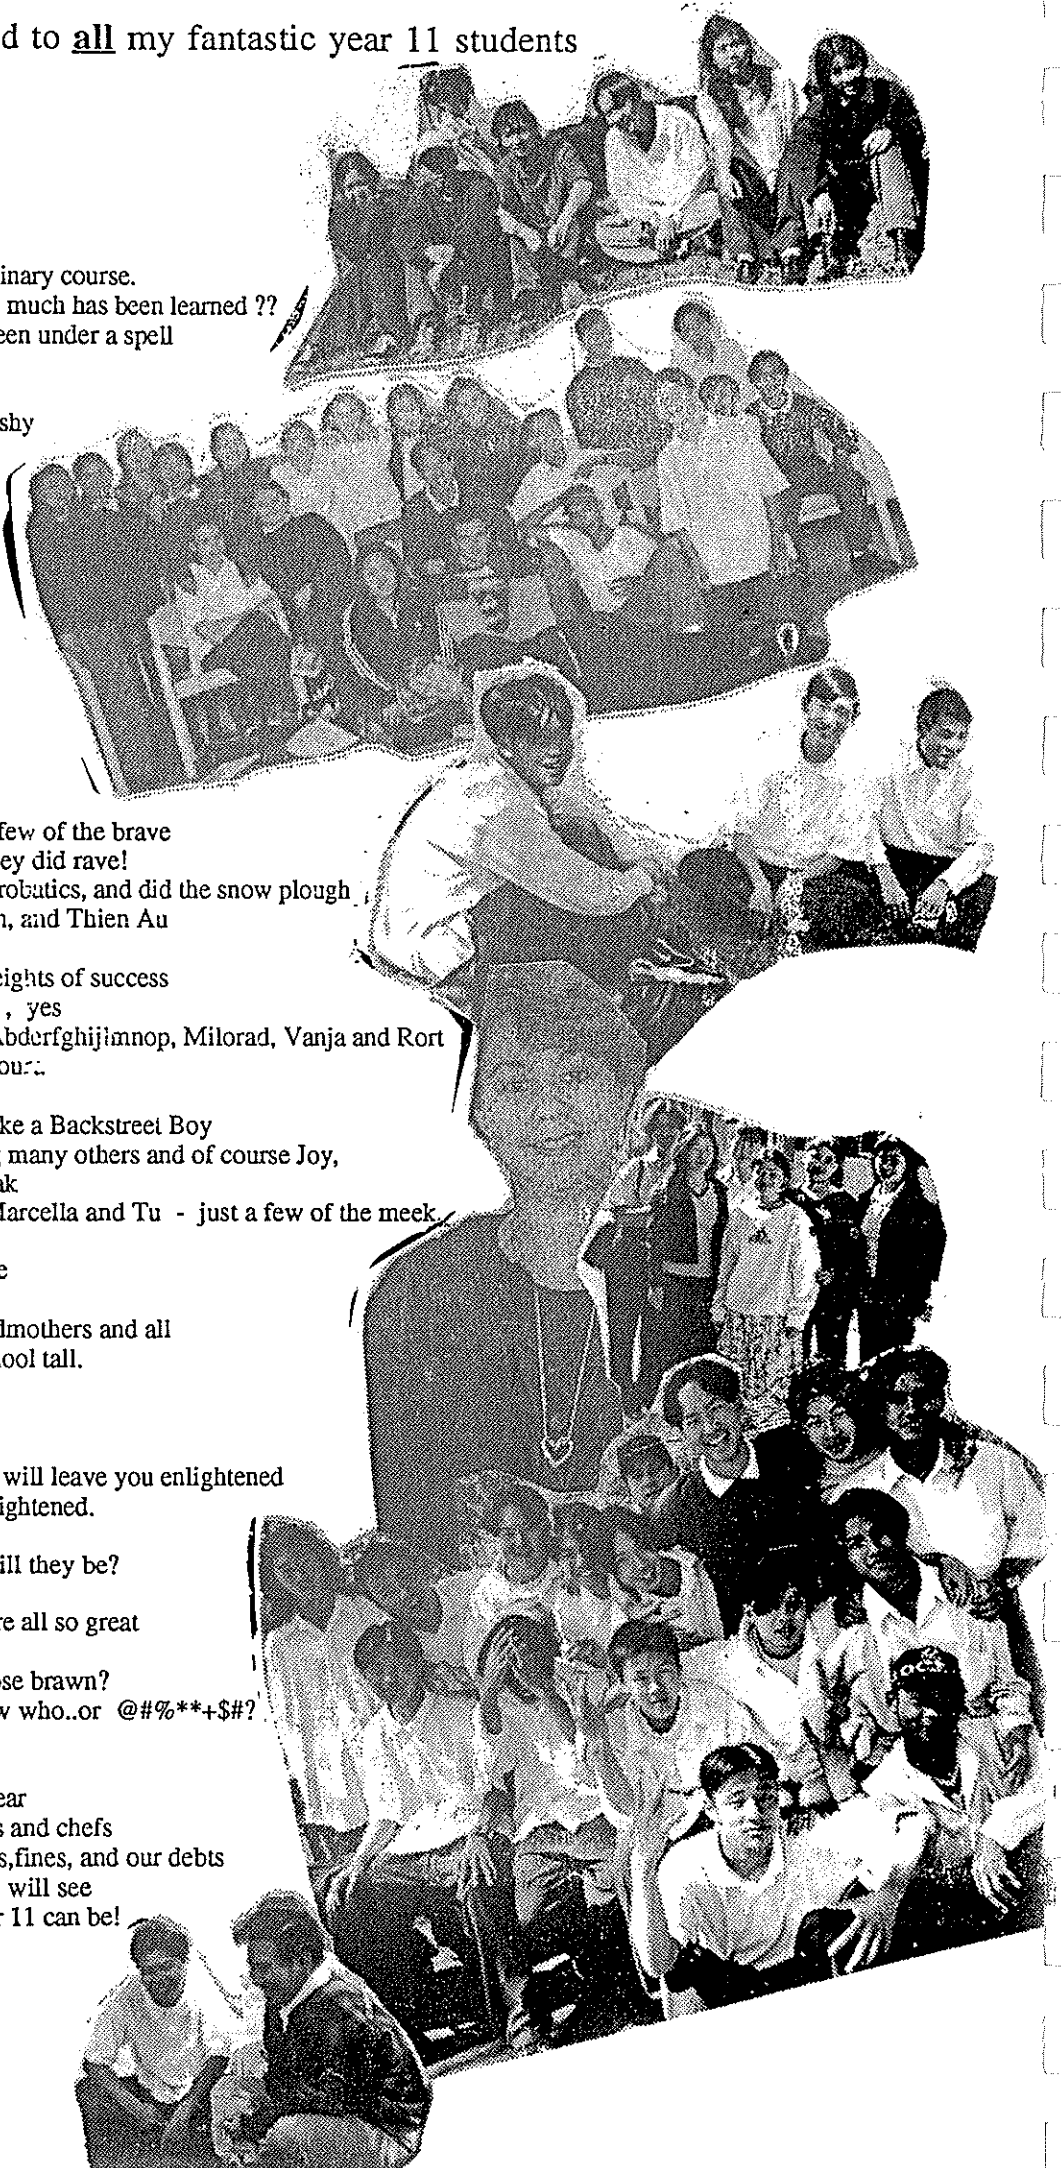 d to all my fantastic year 11 students
inary course.
much has been learned ??
een under a spell
shy
few of the brave
ey did rave!
robatics, and did the snow plough
n, and Thien Au
eights of success
, yes
Abderfghijlmnop, Milorad, Vanja and Rort
ke a Backstreet Boy
many others and of course Joy,
ak
Marcella and Tu - just a few of the meek.
e
dmothers and all
ool tall.
will leave you enlightened
ightened.
ill they be?
re all so great
ose brawn?
w who..or @#%**+$#?
ear
s and chefs
s,fines, and our debts
will see
r 11 can be!